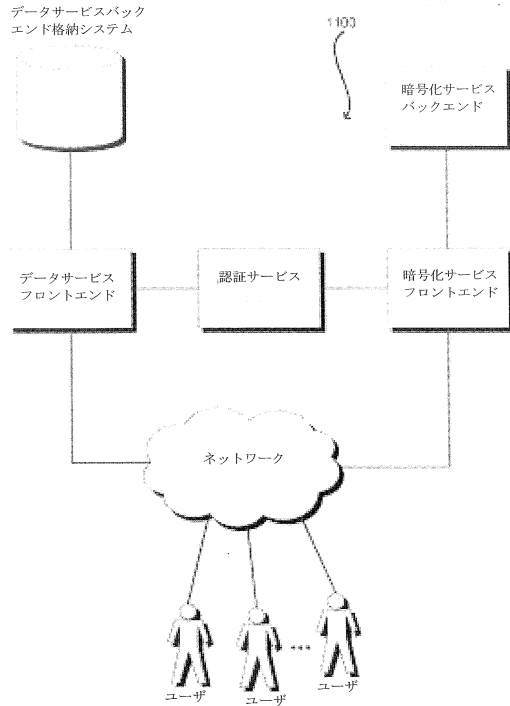 データサービスバック
エンド格納システム
1100
暗号化サービス
バックエンド
データサービス
フロントエンド
認証サービス
暗号化サービス
フロントエンド
ネットワーク
...
ユーザ
ユーザ
ユーザ